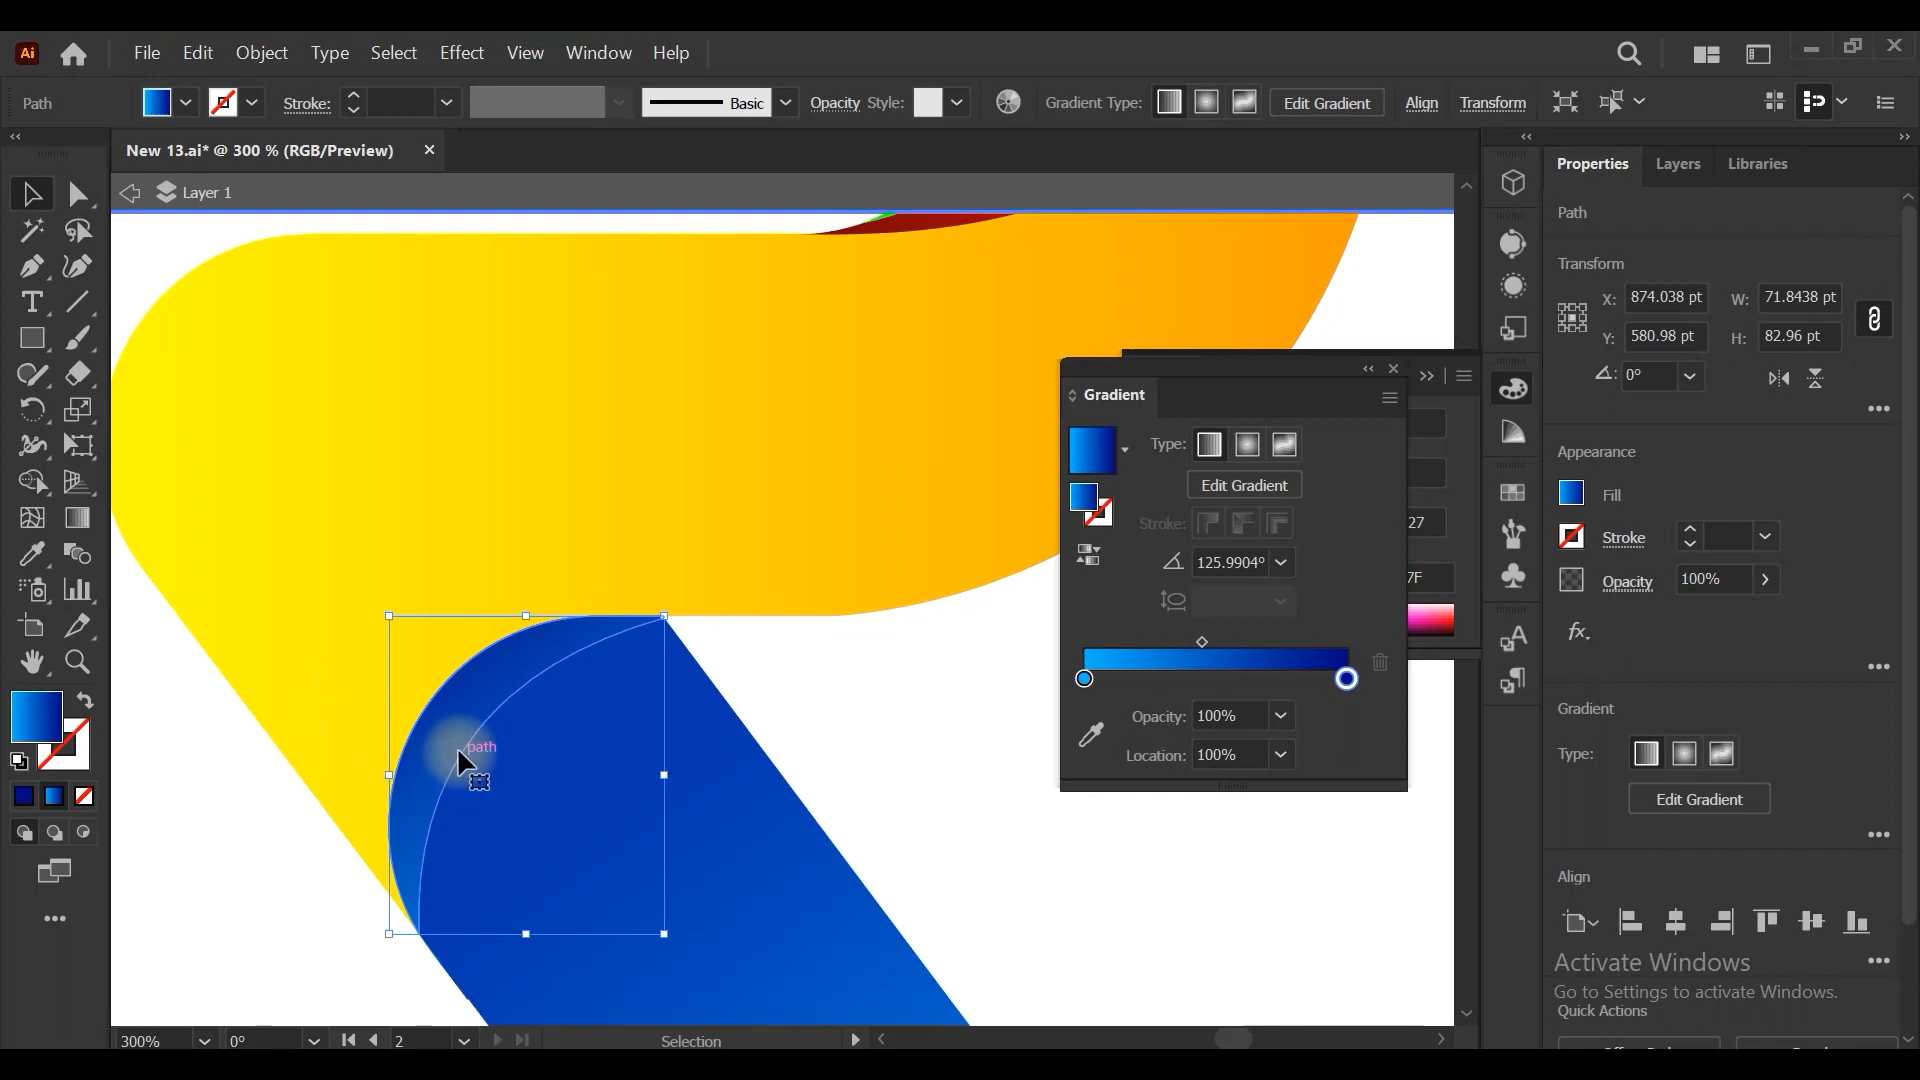 Ai File Edit Object Type Select Effect View Window Help
Path Stroke: Basic Opacity Style: Gradient Type: Edit Gradient Align Transform
New 13.ai* @ 300 % (RGB/Preview)
Layer 1
path
Gradient
Type:
Edit Gradient
Stroke:
125.9904°
Opacity: 100%
Location: 100%
27
7F
Properties Layers Libraries
Path
Transform
X: 874.038 pt W: 71.8438 pt
Y: 580.98 pt H: 82.96 pt
0°
Appearance
Fill
Stroke
Opacity 100%
fx.
Gradient
Type:
Edit Gradient
Align
Activate Windows
Go to Settings to activate Windows.
Quick Actions
300% 0° 2 Selection